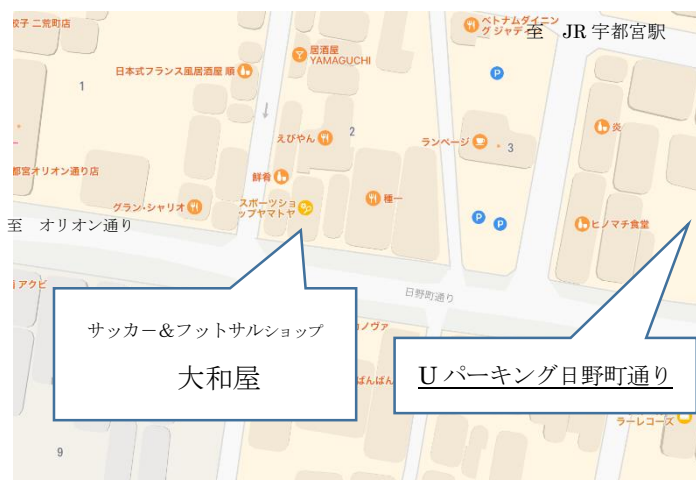 餃子 二荒町店
ベトナムダイニン
グ ジャディ
至 JR 宇都宮駅
居酒屋
YAMAGUCHI
日本式フランス風居酒屋 順
1
P
えびやん
2
ランページ
3
炎
都宮オリオン通り店
鮮肴
グラン・シャリオ
スポーツショ
ップヤマトヤ
種一
P P
ヒノマチ食堂
至 オリオン通り
アクビ
日野町通り
サッカー&フットサルショップ
大和屋
ノヴァ
ばんばん
U パーキング日野町通り
ラーレコーズ
9